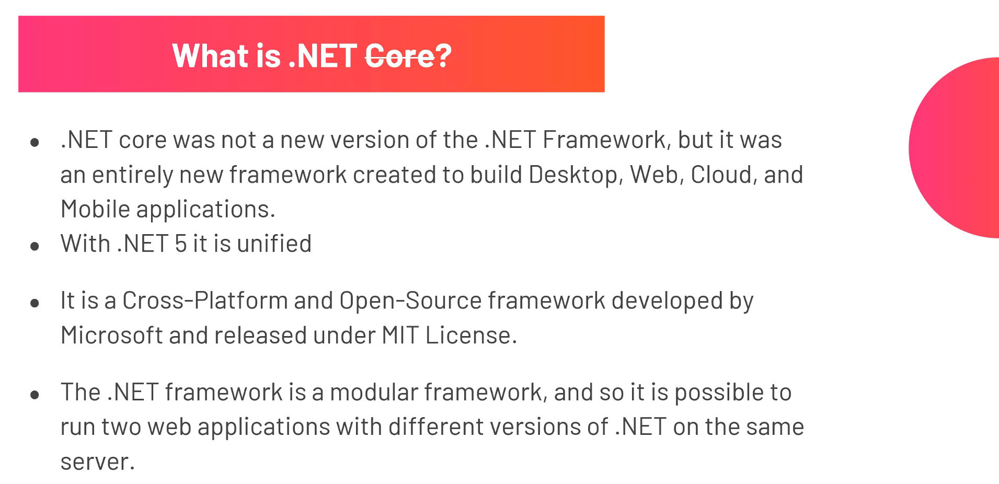 What is .NET Core?
• .NET core was not a new version of the .NET Framework, but it was
an entirely new framework created to build Desktop, Web, Cloud, and
Mobile applications.
• With .NET 5 it is unified
• It is a Cross-Platform and Open-Source framework developed by
Microsoft and released under MIT License.
• The .NET framework is a modular framework, and so it is possible to
run two web applications with different versions of .NET on the same
server.